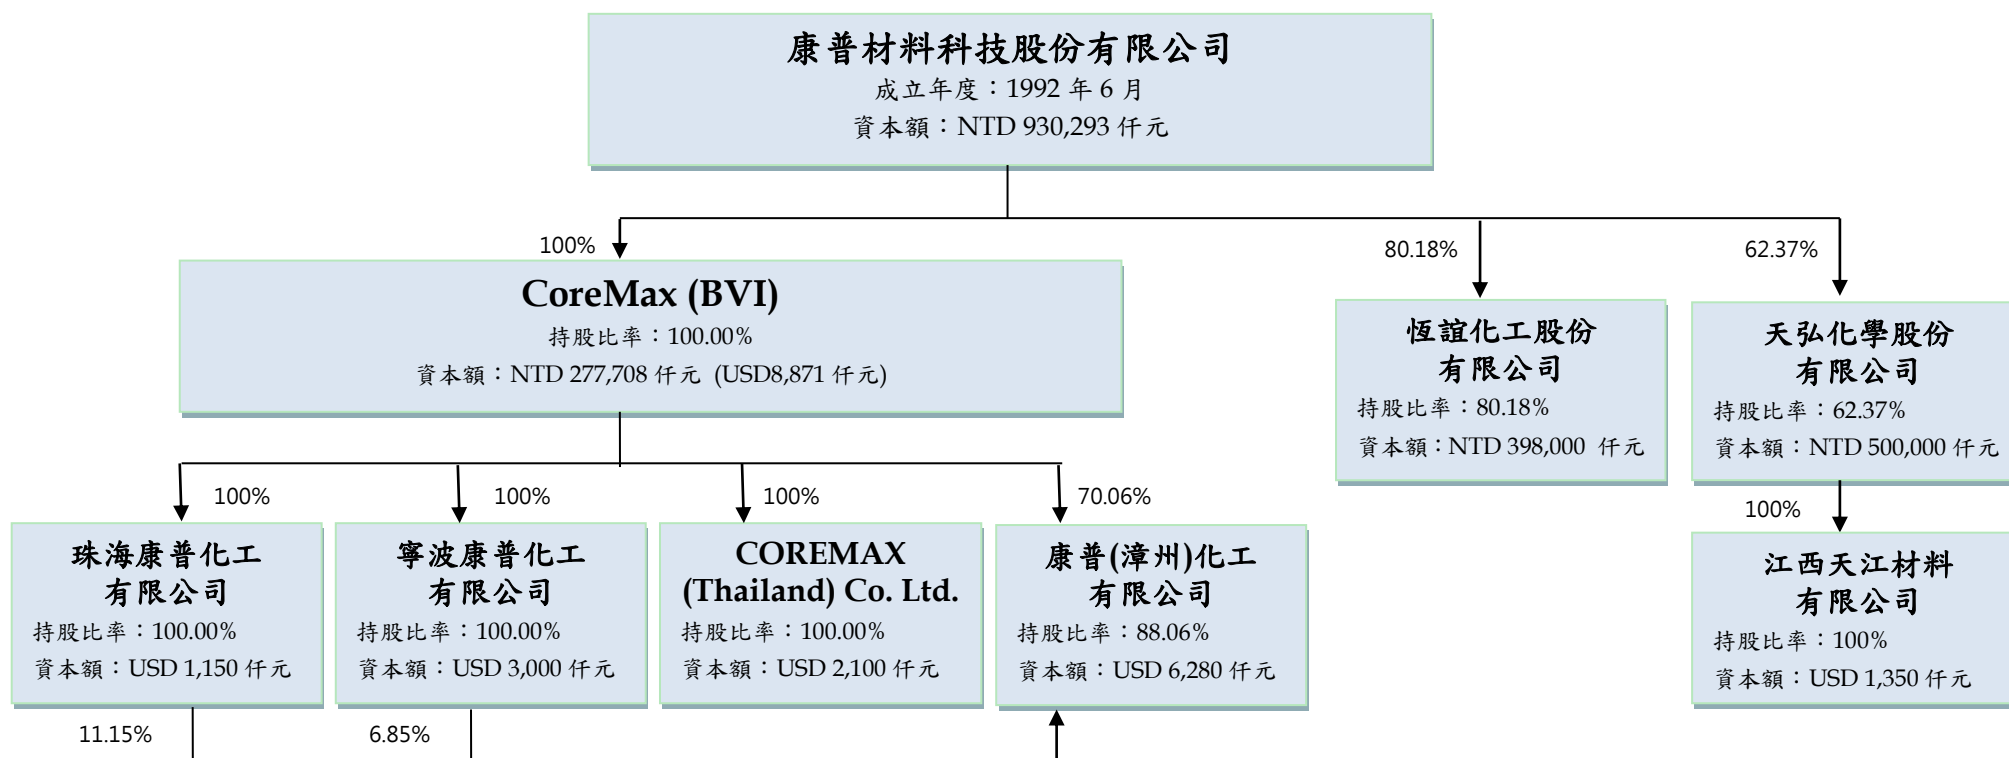 康普材料科技股份有限公司
成立年度：1992 年 6 月
資本額：NTD 930,293 仟元
100%
80.18%
62.37%
CoreMax (BVI)
持股比率：100.00%
資本額：NTD 277,708 仟元 (USD8,871 仟元)
恆誼化工股份
有限公司
持股比率：80.18%
資本額：NTD 398,000 仟元
天弘化學股份
有限公司
持股比率：62.37%
資本額：NTD 500,000 仟元
100%
100%
100%
70.06%
100%
珠海康普化工
有限公司
持股比率：100.00%
資本額：USD 1,150 仟元
寧波康普化工
有限公司
持股比率：100.00%
資本額：USD 3,000 仟元
COREMAX
(Thailand) Co. Ltd.
持股比率：100.00%
資本額：USD 2,100 仟元
康普(漳州)化工
有限公司
持股比率：88.06%
資本額：USD 6,280 仟元
江西天江材料
有限公司
持股比率：100%
資本額：USD 1,350 仟元
11.15%
6.85%